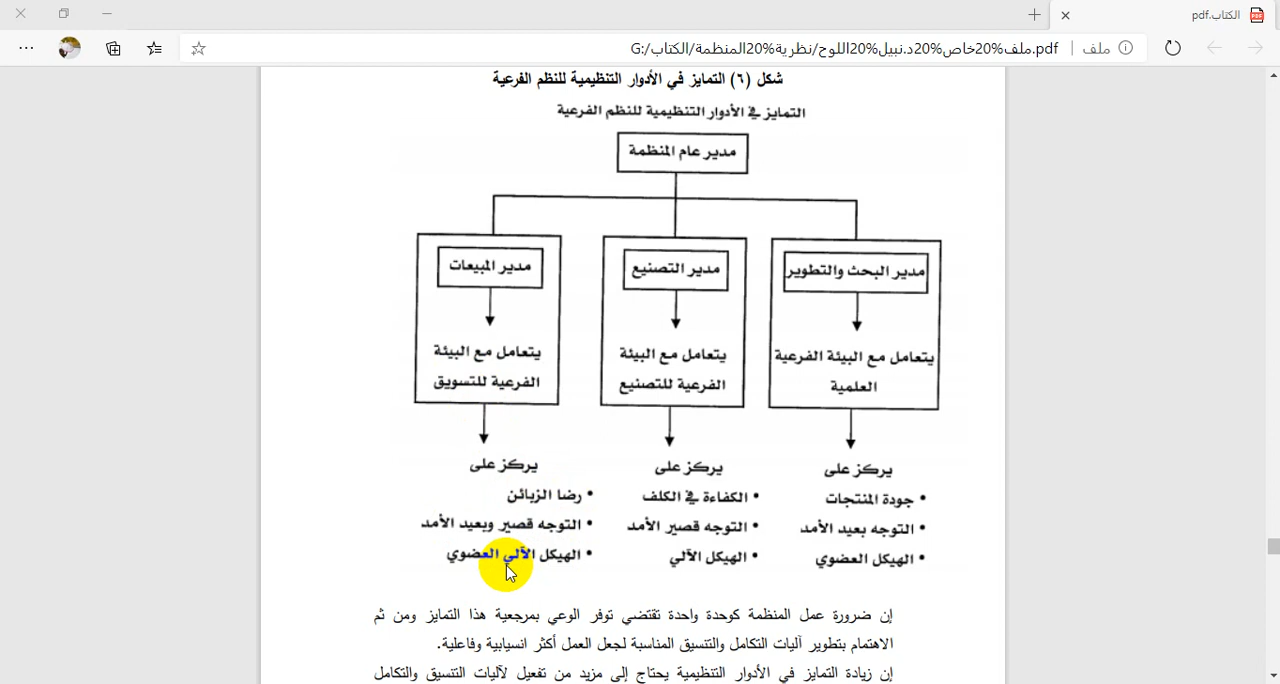 الكتاب.pdf
ملف
G:/ملف%20خاص%20د.نبيل%20اللوح/نظرية%20المنظمة%20/الكتاب.pdf
شكل (٦) التمايز في الأدوار التنظيمية للنظم الفرعية
التمايز في الأدوار التنظيمية للنظم الفرعية
مدير عام المنظمة
مدير البحث والتطوير
يتعامل مع البيئة الفرعية
العلمية
يركز على
• جودة المنتجات
• التوجه بعيد الأمد
• الهيكل العضوي
مدير التصنيع
يتعامل مع البيئة
الفرعية للتصنيع
يركز على
• الكفاءة في الكلف
• التوجه قصير الأمد
• الهيكل الآلي
مدير المبيعات
يتعامل مع البيئة
الفرعية للتسويق
يركز على
• رضا الزبائن
• التوجه قصير وبعيد الأمد
• الهيكل الآلي العضوي
إن ضرورة عمل المنظمة كوحدة واحدة تقتضي توفر الوعي بمرجعية هذا التمايز ومن ثم
الاهتمام بتطوير آليات التكامل والتنسيق المناسبة لجعل العمل أكثر انسيابية وفاعلية.
إن زيادة التمايز في الأدوار التنظيمية يحتاج إلى مزيد من تفعيل لآليات التنسيق والتكامل